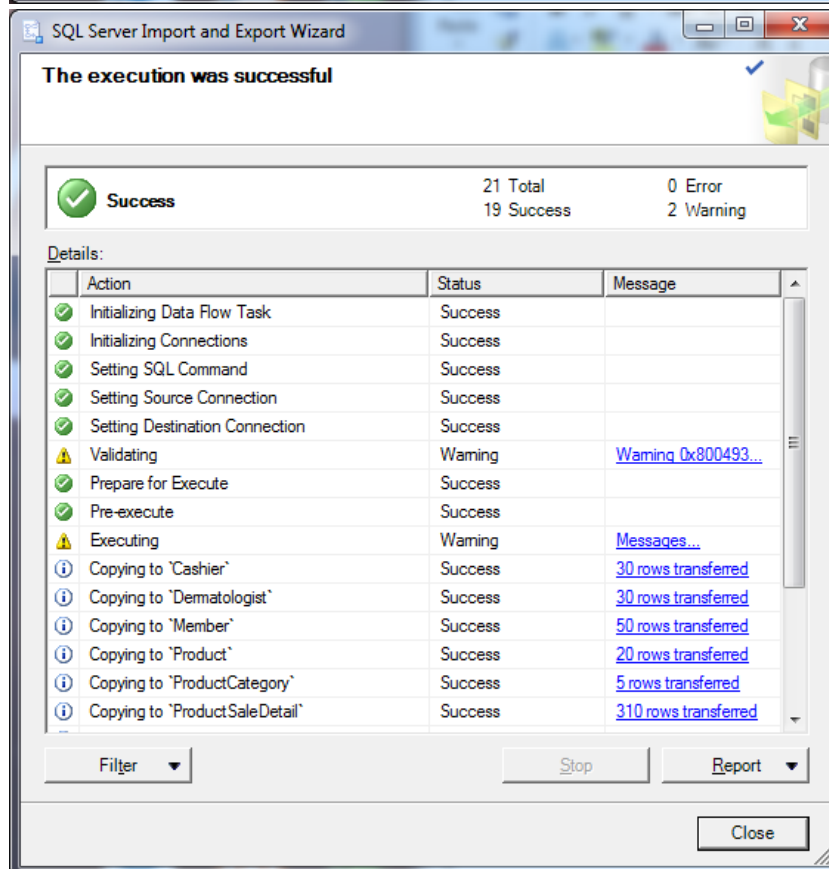 SQL Server Import and Export Wizard
The execution was successful
Success
21 Total 0 Error
19 Success 2 Warning
Details:
Action Status Message
Initializing Data Flow Task Success
Initializing Connections Success
Setting SQL Command Success
Setting Source Connection Success
Setting Destination Connection Success
Validating Warning Warning 0x800493...
Prepare for Execute Success
Pre-execute Success
Executing Warning Messages...
Copying to `Cashier` Success 30 rows transferred
Copying to `Dermatologist` Success 30 rows transferred
Copying to `Member` Success 50 rows transferred
Copying to `Product` Success 20 rows transferred
Copying to `ProductCategory` Success 5 rows transferred
Copying to `ProductSaleDetail` Success 310 rows transferred
Filter Stop Report
Close